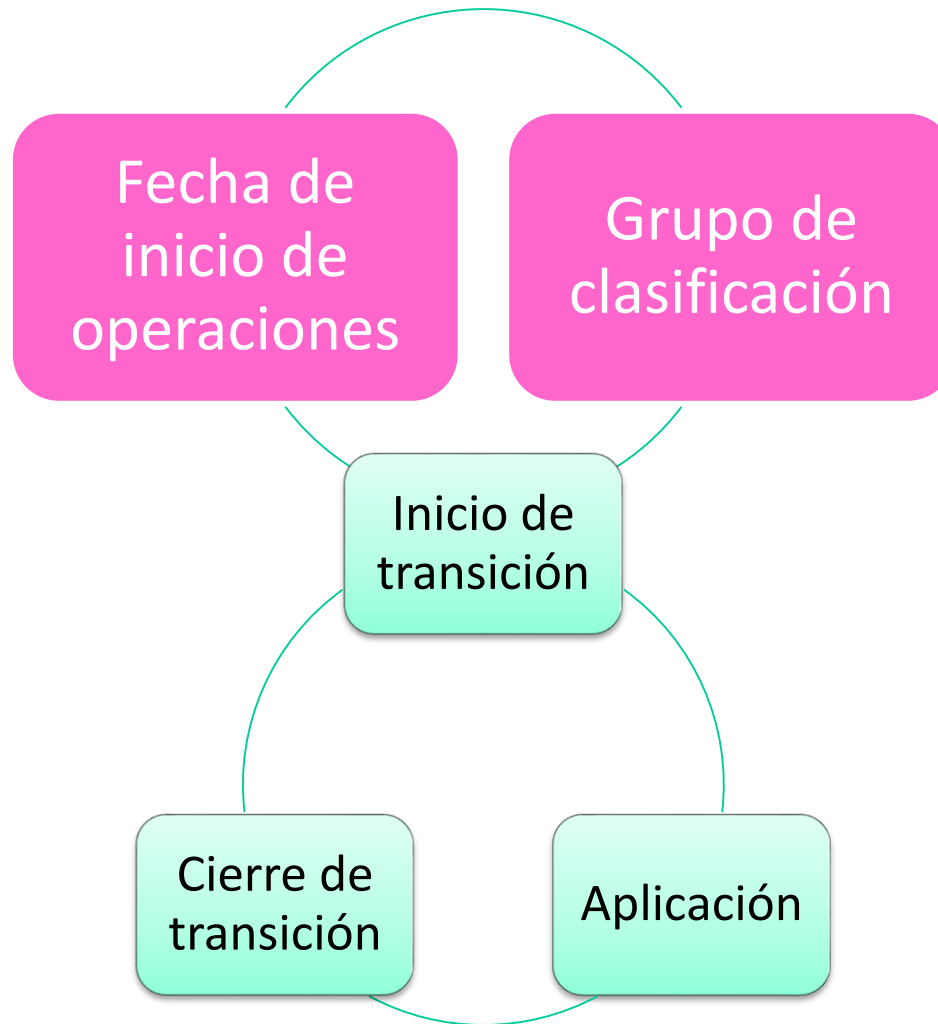 Fecha de
inicio de
operaciones
Grupo de
clasificación
Inicio de
transición
Cierre de
transición
Aplicación